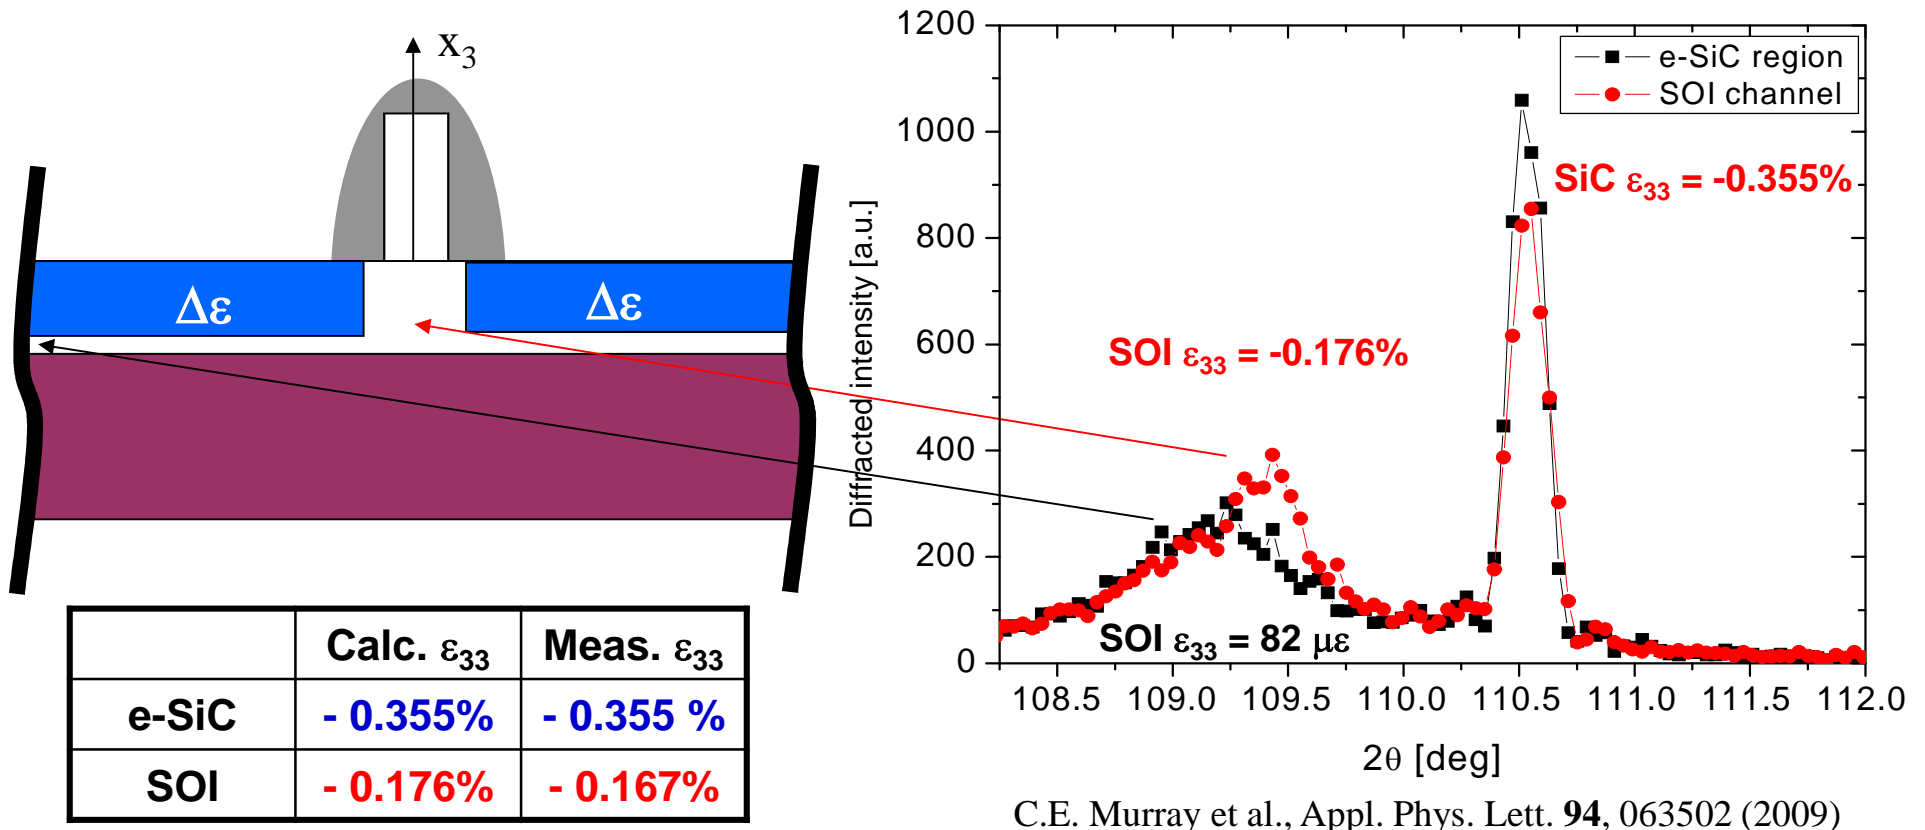 x₃
Δε
Δε
Calc. ε₃₃
Meas. ε₃₃
e-SiC
- 0.355%
- 0.355 %
SOI
- 0.176%
- 0.167%
1200
1000
800
600
400
200
0
Diffracted intensity [a.u.]
e-SiC region
SOI channel
SiC ε₃₃ = -0.355%
SOI ε₃₃ = -0.176%
SOI ε₃₃ = 82 με
108.5 109.0 109.5 110.0 110.5 111.0 111.5 112.0
2θ [deg]
C.E. Murray et al., Appl. Phys. Lett. 94, 063502 (2009)